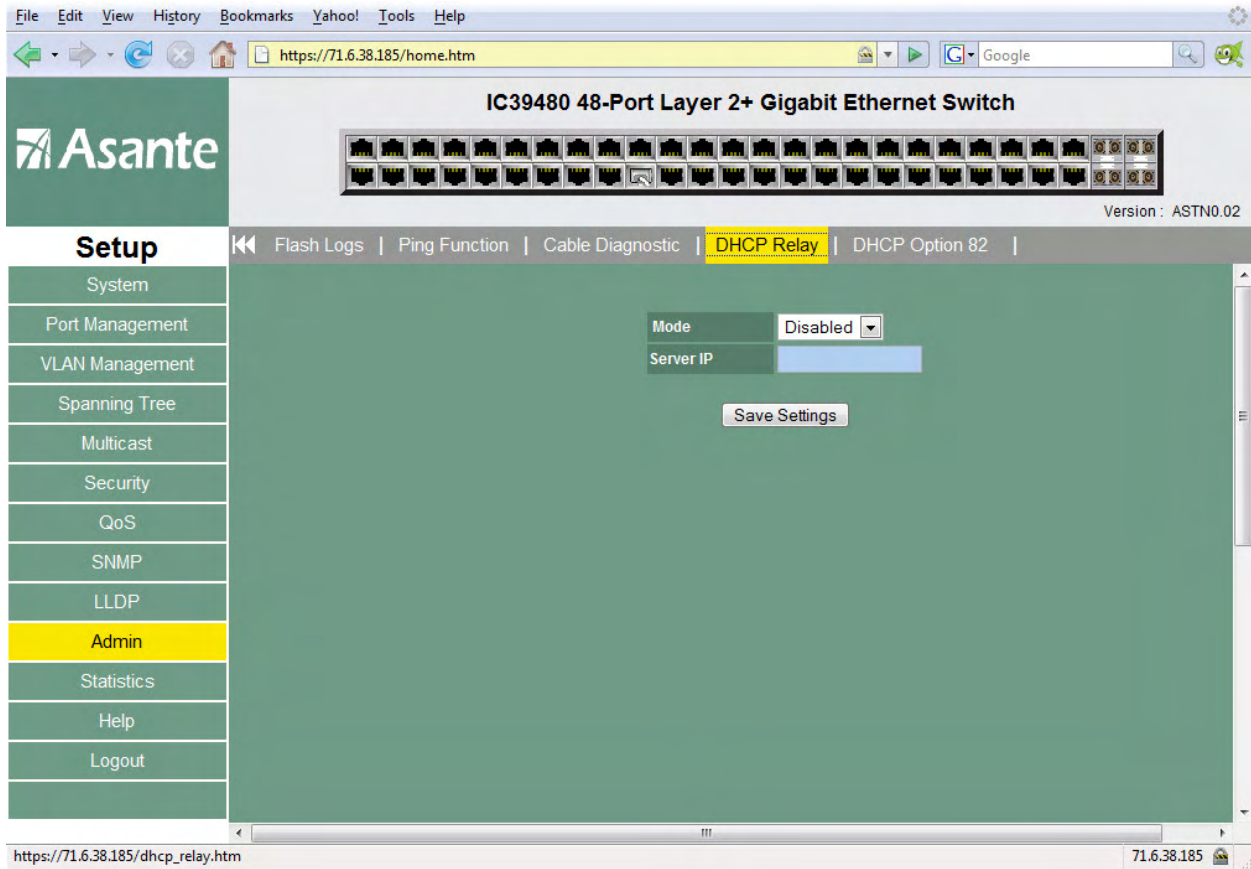 File Edit View History Bookmarks Yahoo! Tools Help
https://71.6.38.185/home.htm
G Google
Asante
IC39480 48-Port Layer 2+ Gigabit Ethernet Switch
Version : ASTN0.02
Setup
Flash Logs | Ping Function | Cable Diagnostic | DHCP Relay | DHCP Option 82 |
System
Port Management
VLAN Management
Spanning Tree
Multicast
Security
QoS
SNMP
LLDP
Admin
Statistics
Help
Logout
Mode Disabled
Server IP
Save Settings
https://71.6.38.185/dhcp_relay.htm
71.6.38.185